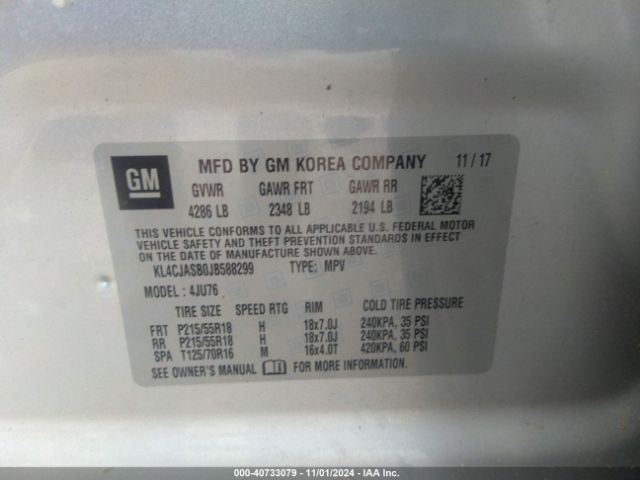 GM
MFD BY GM KOREA COMPANY 11/17
GVWR GAWR FRT GAWR RR
4286 LB 2348 LB 2194 LB
THIS VEHICLE CONFORMS TO ALL APPLICABLE U.S. FEDERAL MOTOR
VEHICLE SAFETY AND THEFT PREVENTION STANDARDS IN EFFECT
ON THE DATE OF MANUFACTURE SHOWN ABOVE.
KL4CJASB0JB588299 TYPE: MPV
MODEL: 4JU76
TIRE SIZE SPEED RTG RIM COLD TIRE PRESSURE
FRT P215/55R18 H 18x7.0J 240KPA, 35 PSI
RR P215/55R18 H 18x7.0J 240KPA, 35 PSI
SPA T125/70R16 M 16x4.0T 420KPA, 60 PSI
SEE OWNER'S MANUAL FOR MORE INFORMATION.
000-40733079 - 11/01/2024 - IAA Inc.